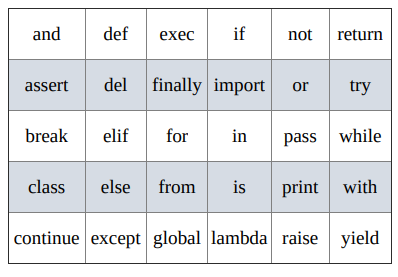 and def exec if not return
assert del finally import or try
break elif for in pass while
class else from is print with
continue except global lambda raise yield